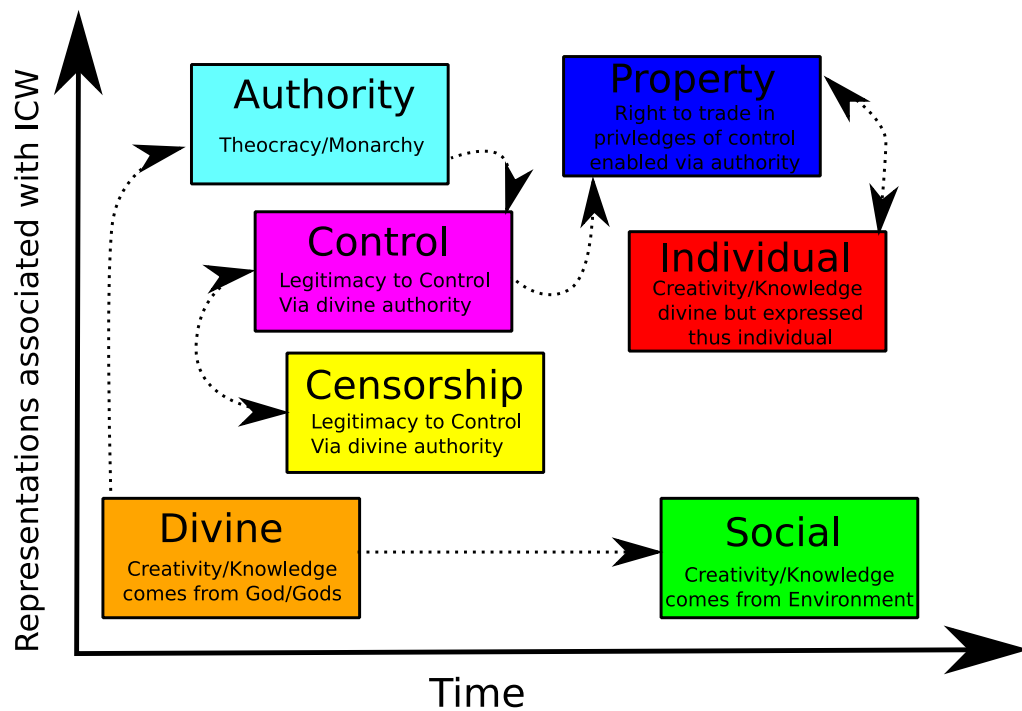 Representations associated with ICW
Authority
Theocracy/Monarchy
Property
Right to trade in
privledges of control
enabled via authority
Control
Legitimacy to Control
Via divine authority
Individual
Creativity/Knowledge
divine but expressed
thus individual
Censorship
Legitimacy to Control
Via divine authority
Divine
Creativity/Knowledge
comes from God/Gods
Social
Creativity/Knowledge
comes from Environment
Time